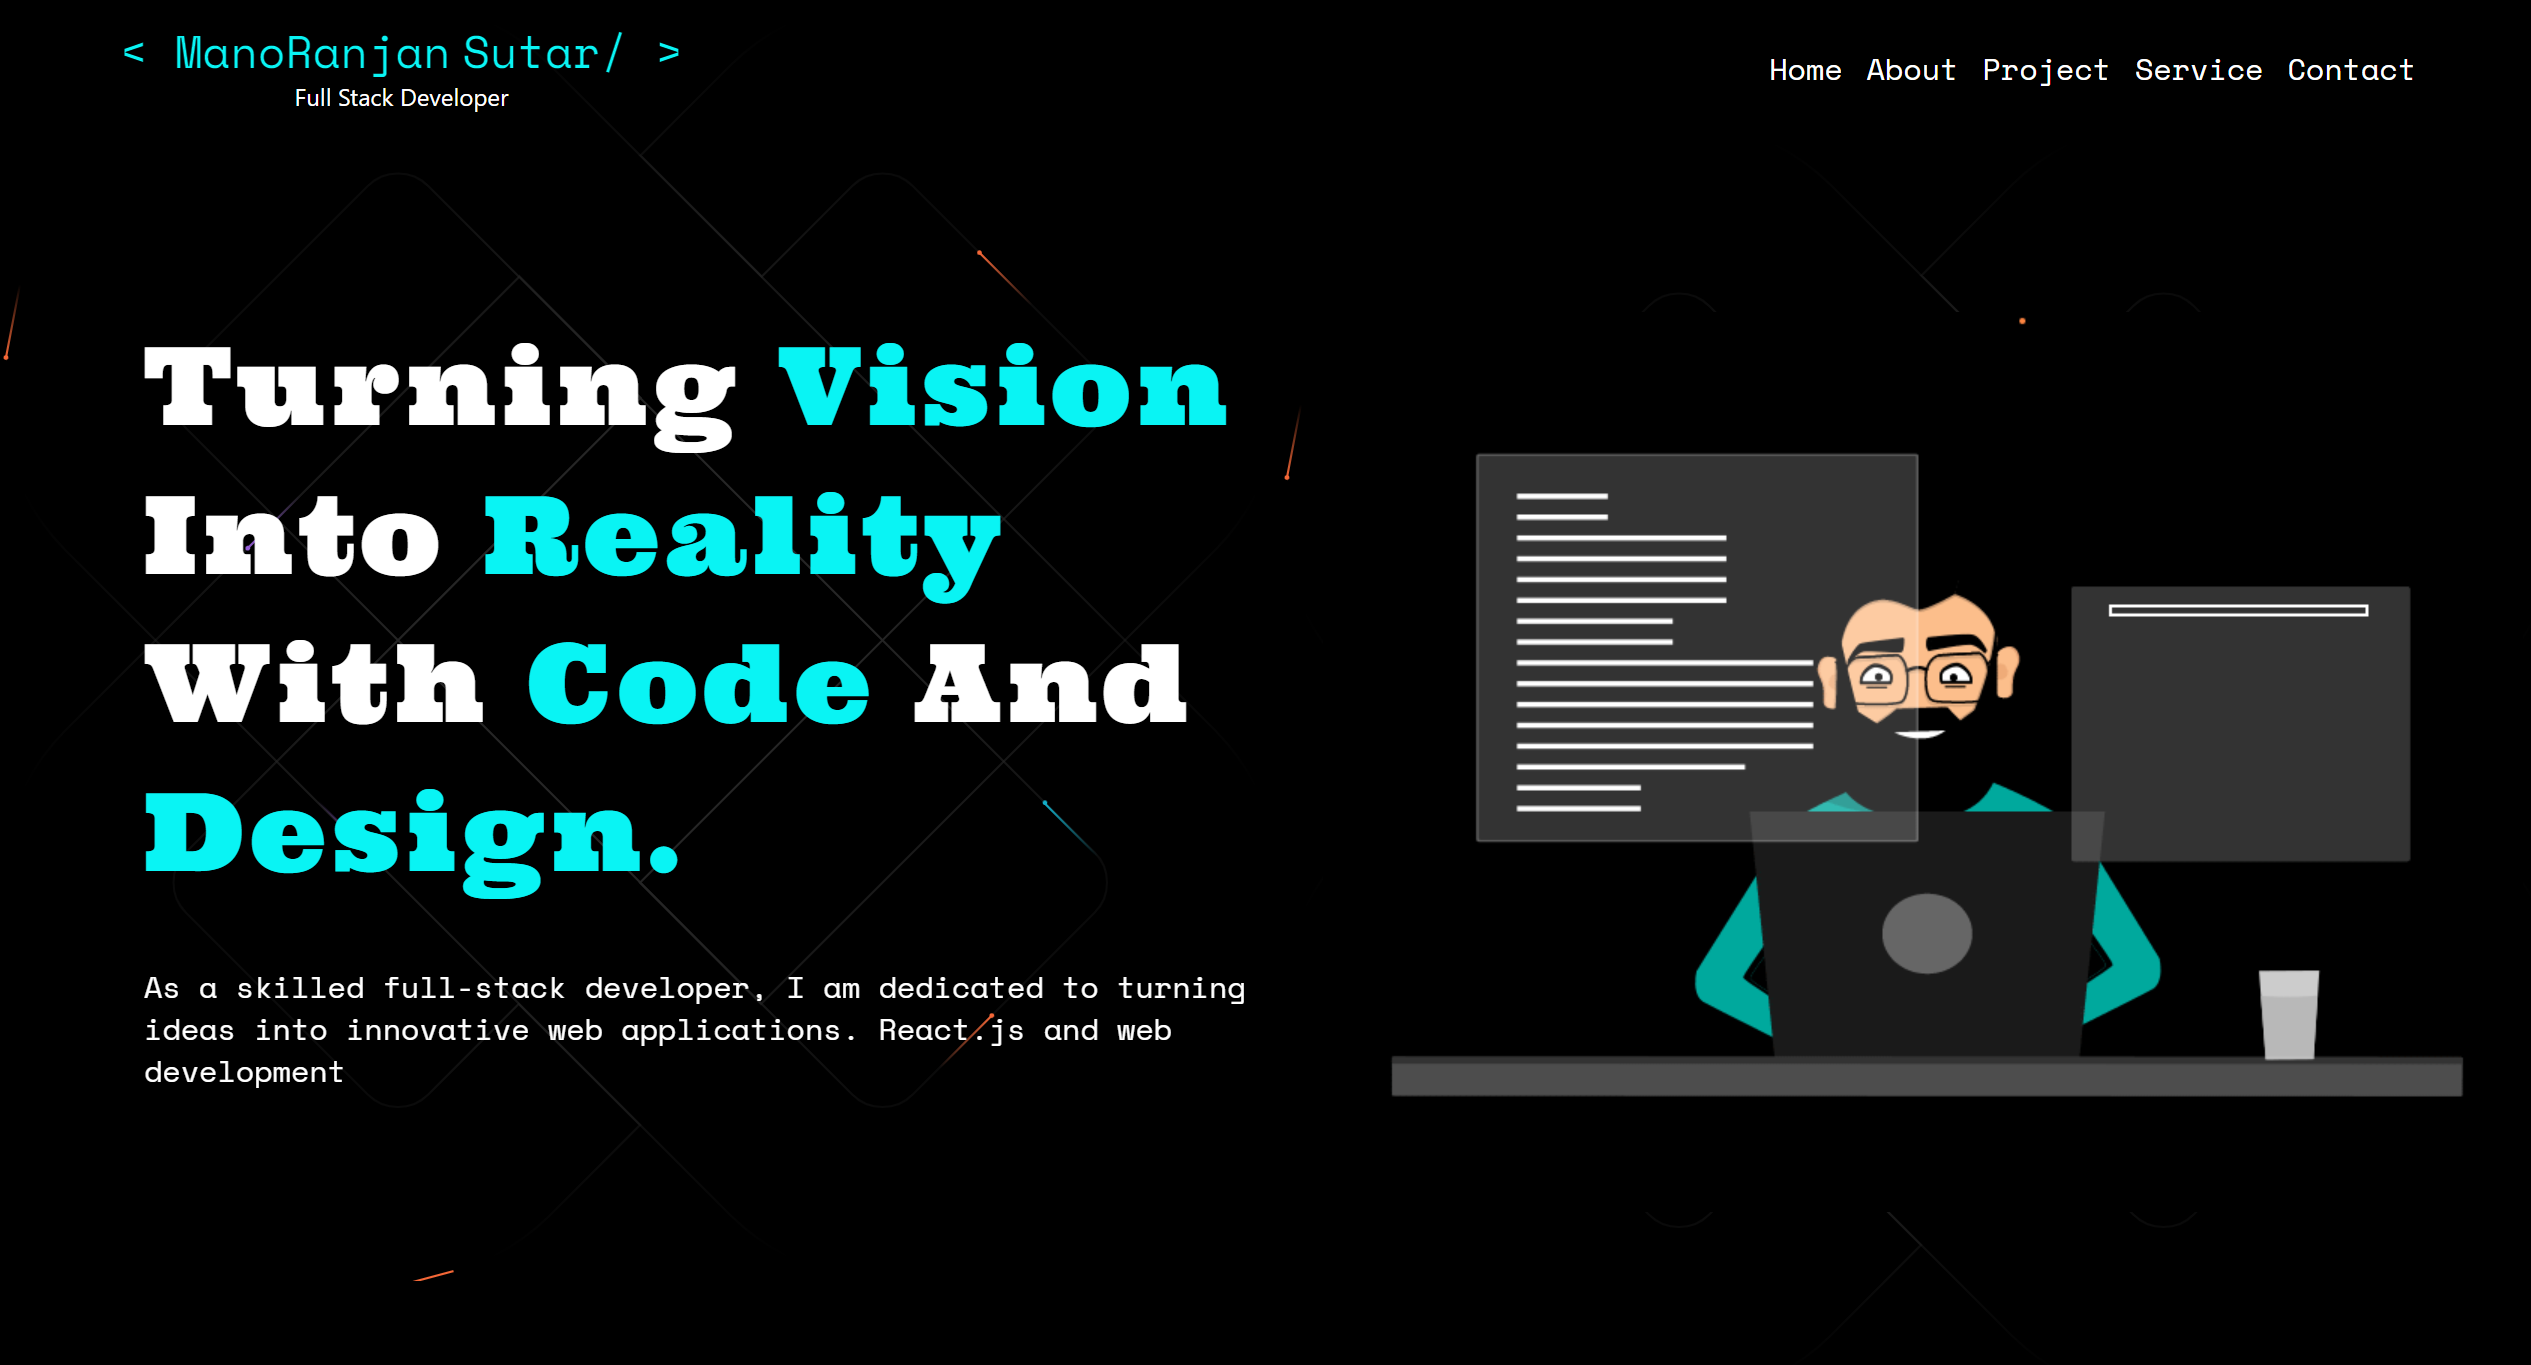 < ManoRanjan Sutar/ >
Full Stack Developer
Home About Project Service Contact
Turning Vision
Into Reality
With Code And
Design.
As a skilled full-stack developer, I am dedicated to turning
ideas into innovative web applications. React.js and web
development